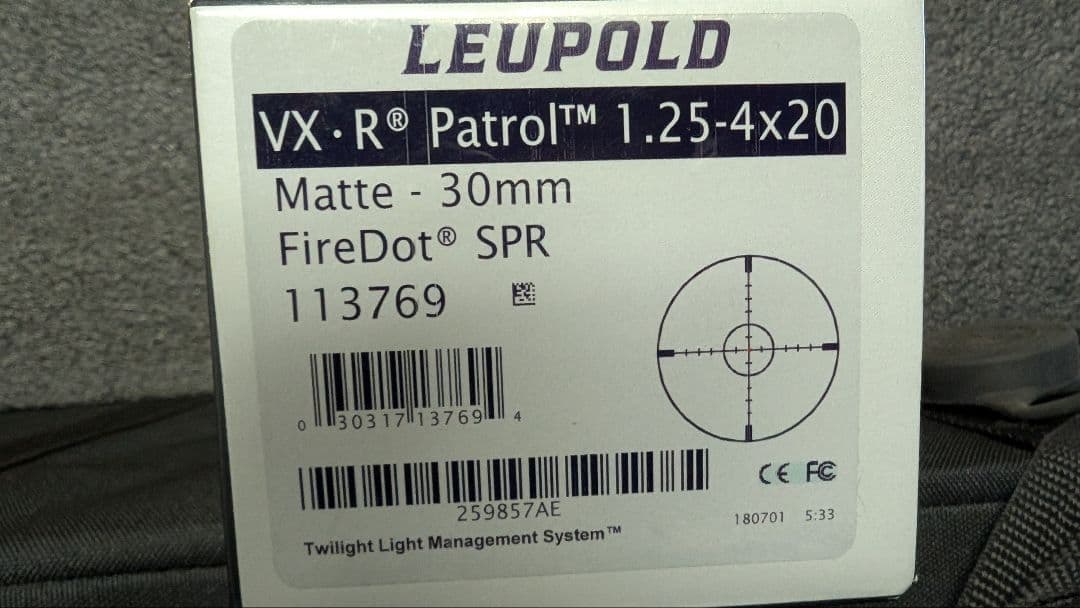 LEUPOLD
VX·R® Patrol™ 1.25-4x20
Matte - 30mm
FireDot® SPR
113769
0 30317 13769 4
259857AE
CE FC
180701 5:33
Twilight Light Management System™